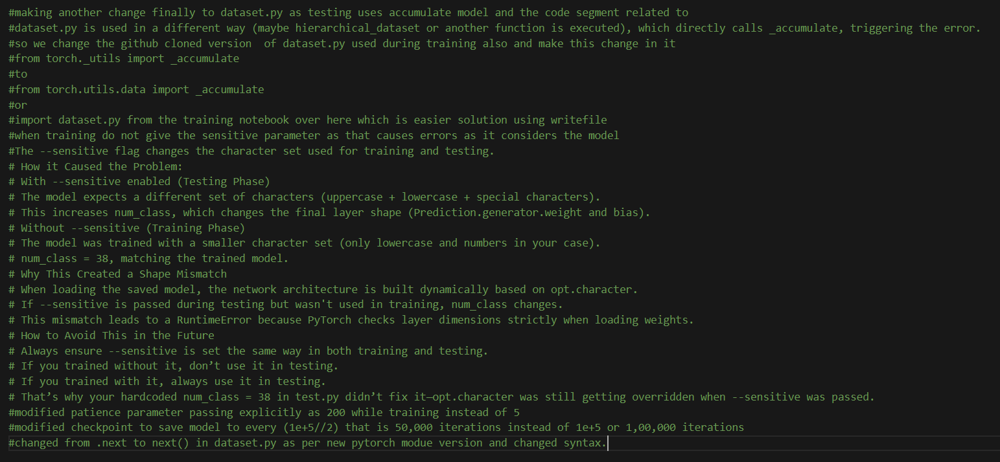 #making another change finally to dataset.py as testing uses accumulate model and the code segment related to
#dataset.py is used in a different way (maybe hierarchical_dataset or another function is executed), which directly calls _accumulate, triggering the error.
#so we change the github cloned version  of dataset.py used during training also and make this change in it
#from torch._utils import _accumulate
#to
#from torch.utils.data import _accumulate
#or
#import dataset.py from the training notebook over here which is easier solution using writefile
#when training do not give the sensitive parameter as that causes errors as it considers the model
#The --sensitive flag changes the character set used for training and testing.
# How it Caused the Problem:
# With --sensitive enabled (Testing Phase)
# The model expects a different set of characters (uppercase + lowercase + special characters).
# This increases num_class, which changes the final layer shape (Prediction.generator.weight and bias).
# Without --sensitive (Training Phase)
# The model was trained with a smaller character set (only lowercase and numbers in your case).
# num_class = 38, matching the trained model.
# Why This Created a Shape Mismatch
# When loading the saved model, the network architecture is built dynamically based on opt.character.
# If --sensitive is passed during testing but wasn't used in training, num_class changes.
# This mismatch leads to a RuntimeError because PyTorch checks layer dimensions strictly when loading weights.
# How to Avoid This in the Future
# Always ensure --sensitive is set the same way in both training and testing.
# If you trained without it, don’t use it in testing.
# If you trained with it, always use it in testing.
# That’s why your hardcoded num_class = 38 in test.py didn’t fix it—opt.character was still getting overridden when --sensitive was passed.
#modified patience parameter passing explicitly as 200 while training instead of 5
#modified checkpoint to save model to every (1e+5//2) that is 50,000 iterations instead of 1e+5 or 1,00,000 iterations
#changed from .next to next() in dataset.py as per new pytorch modue version and changed syntax.